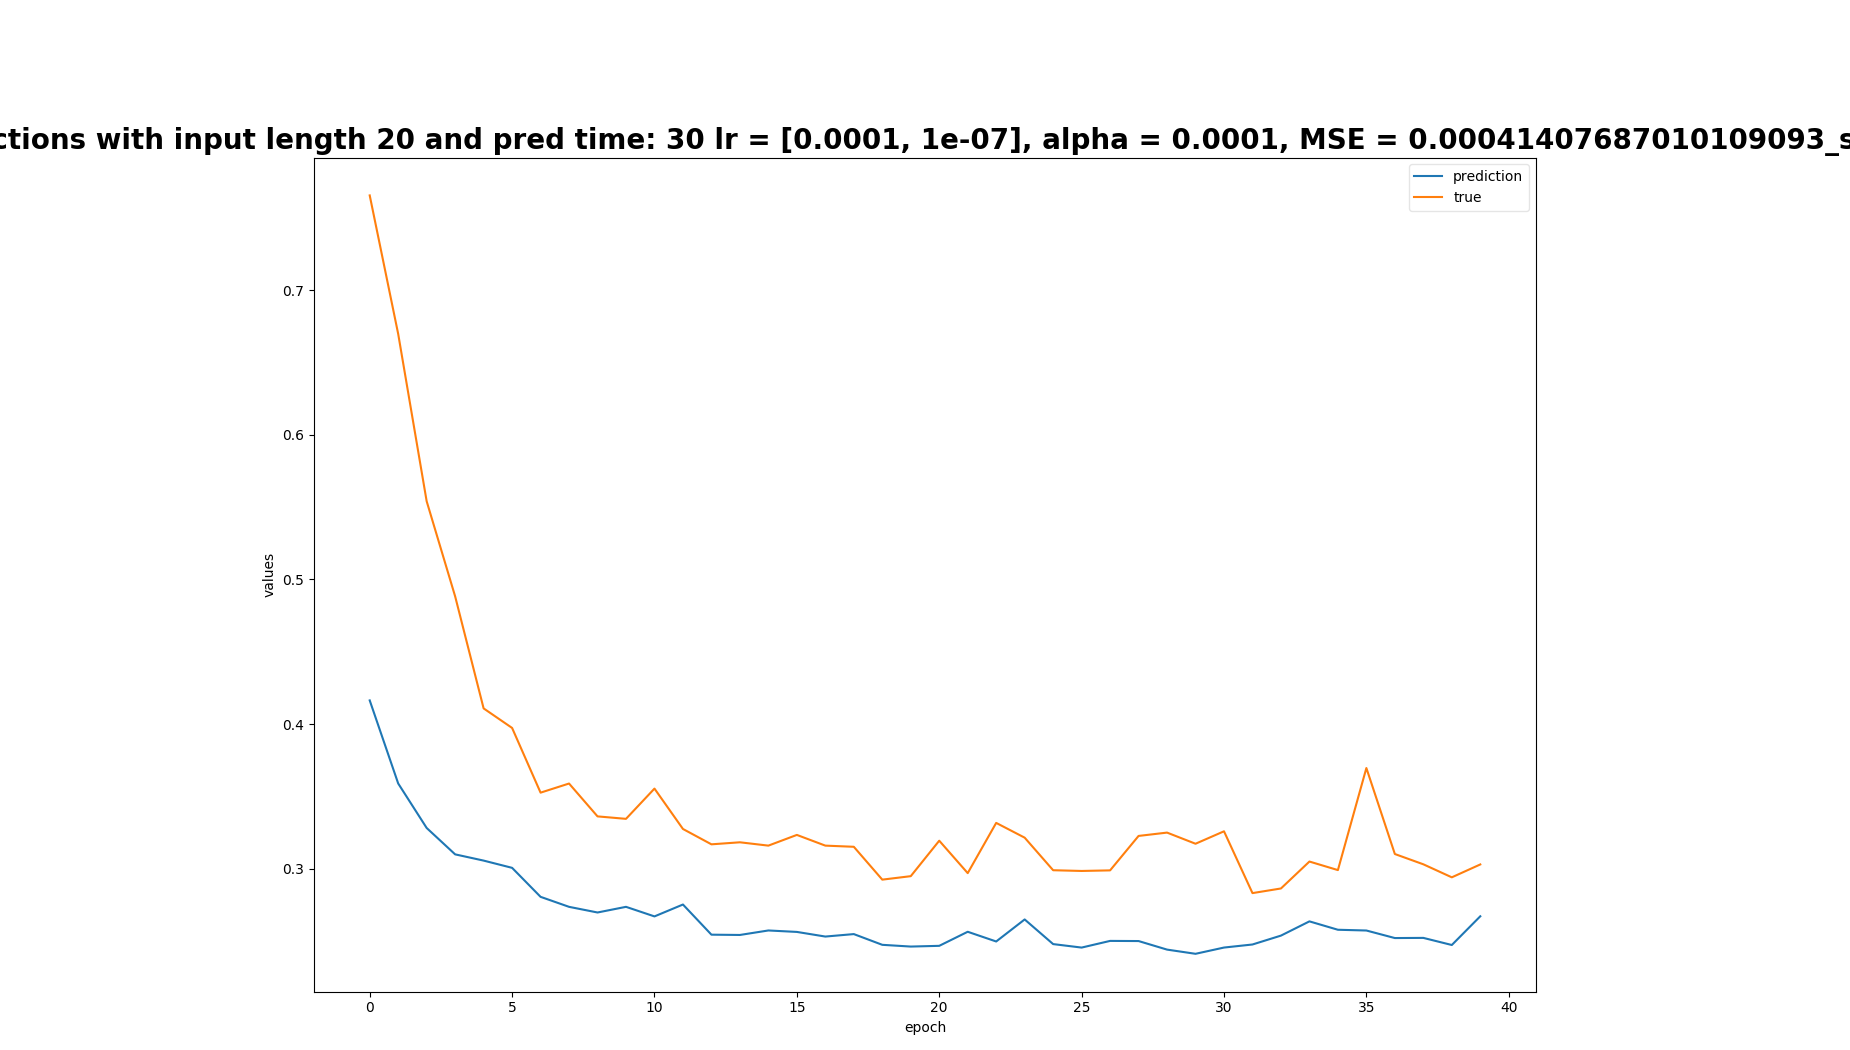 ctions with input length 20 and pred time: 30 lr = [0.0001, 1e-07], alpha = 0.0001, MSE = 0.00041407687010109093_s
prediction
true
0.7
0.6
0.5
0.4
0.3
values
0
5
10
15
20
25
30
35
40
epoch